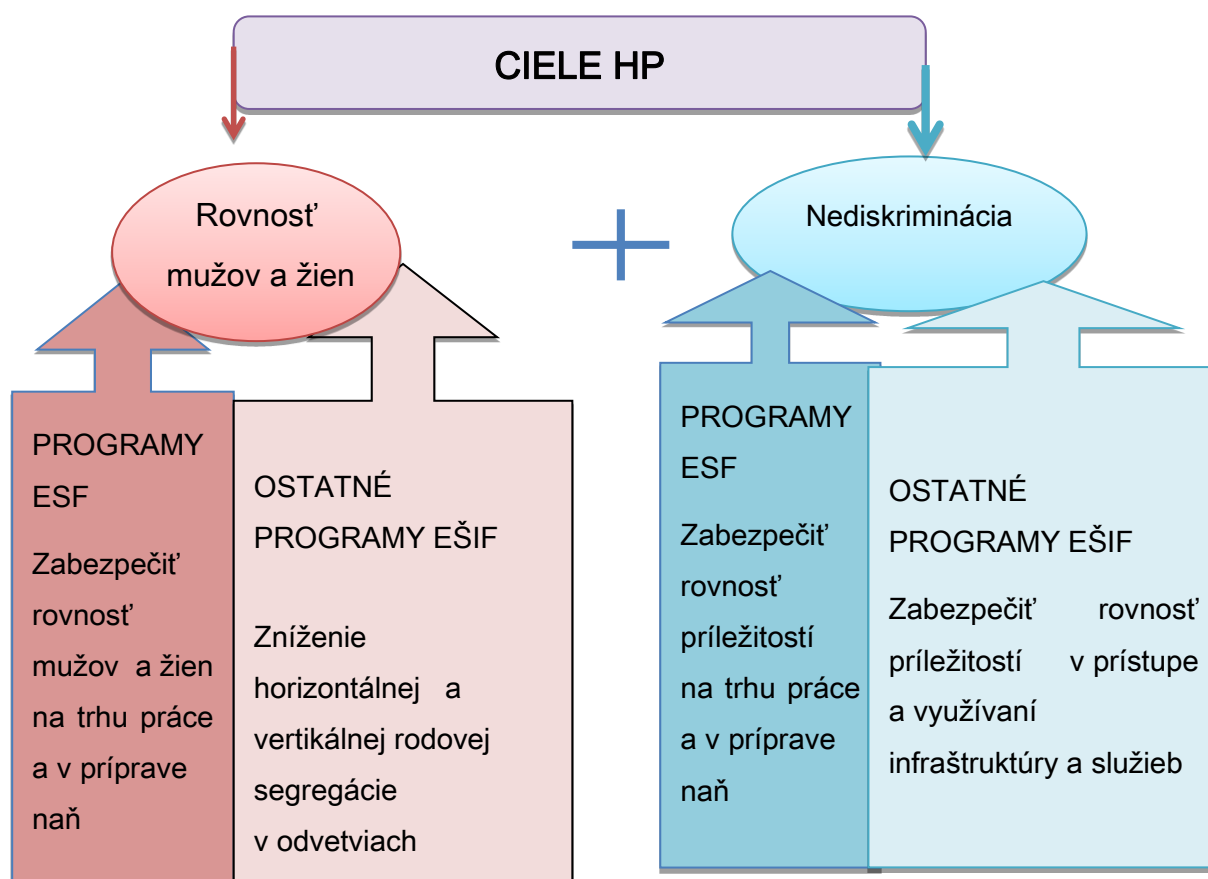 CIELE HP
Rovnosť
mužov a žien
Nediskriminácia
PROGRAMY
ESF
Zabezpečiť
rovnosť
mužov a žien
na trhu práce
a v príprave
naň
OSTATNÉ
PROGRAMY EŠIF
Zníženie
horizontálnej a
vertikálnej rodovej
segregácie
v odvetviach
PROGRAMY
ESF
Zabezpečiť
rovnosť
príležitostí
na trhu práce
a v príprave
naň
OSTATNÉ
PROGRAMY EŠIF
Zabezpečiť rovnosť
príležitostí v prístupe
a využívaní
infraštruktúry a služieb